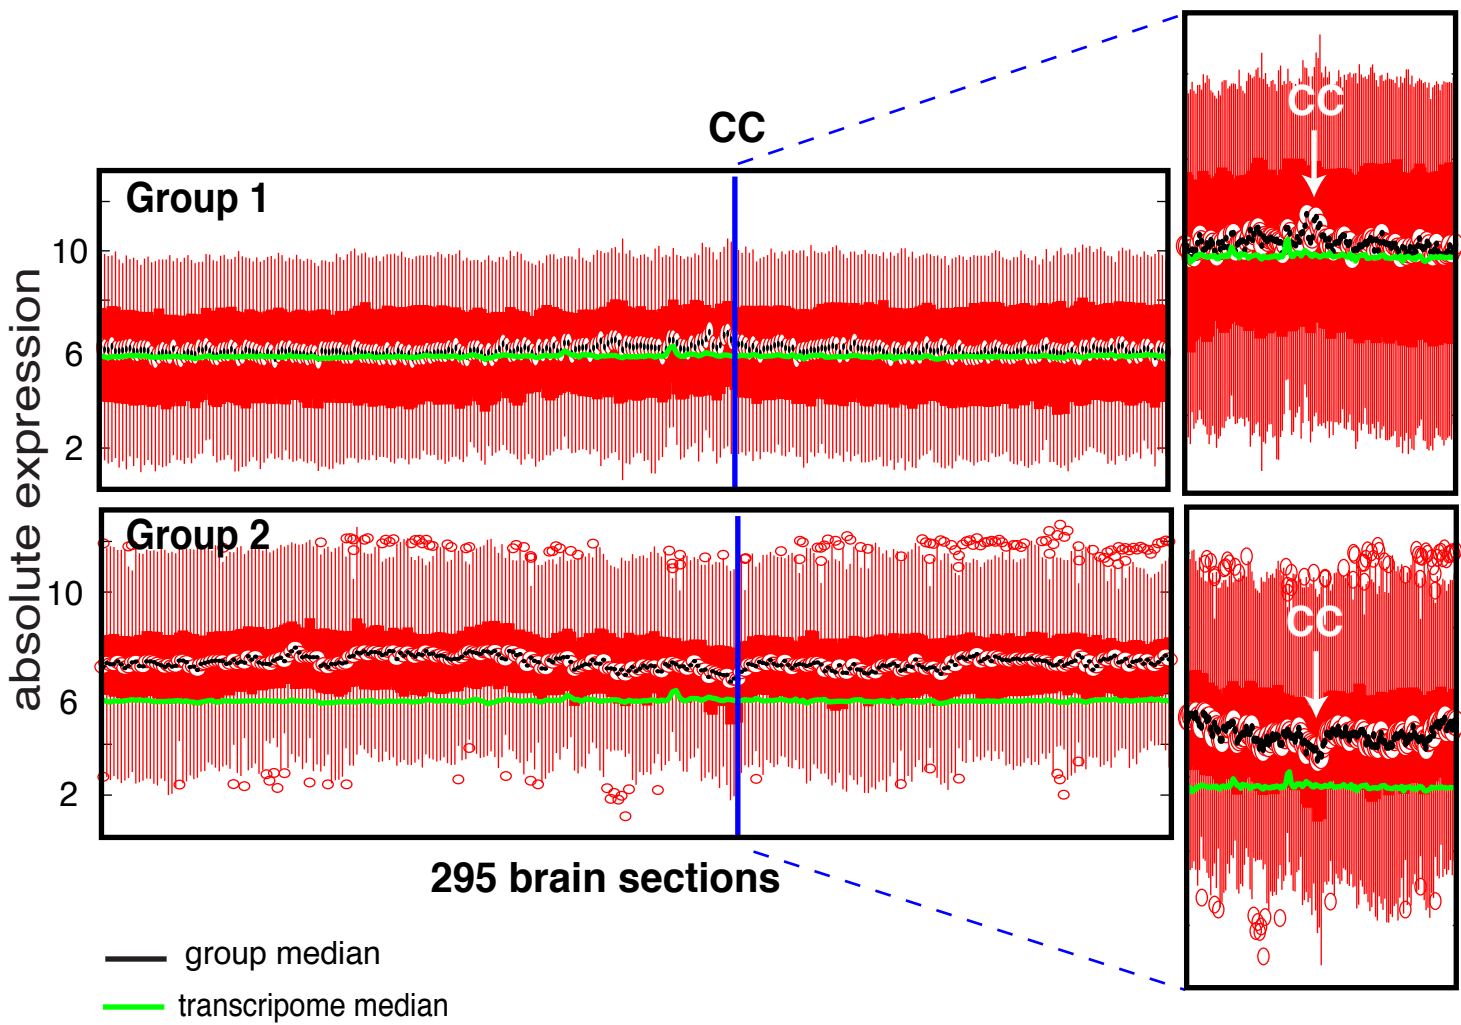 CC
CC
Group 1
10
6
2
absolute expression
Group 2
10
6
2
CC
295 brain sections
group median
transcripome median